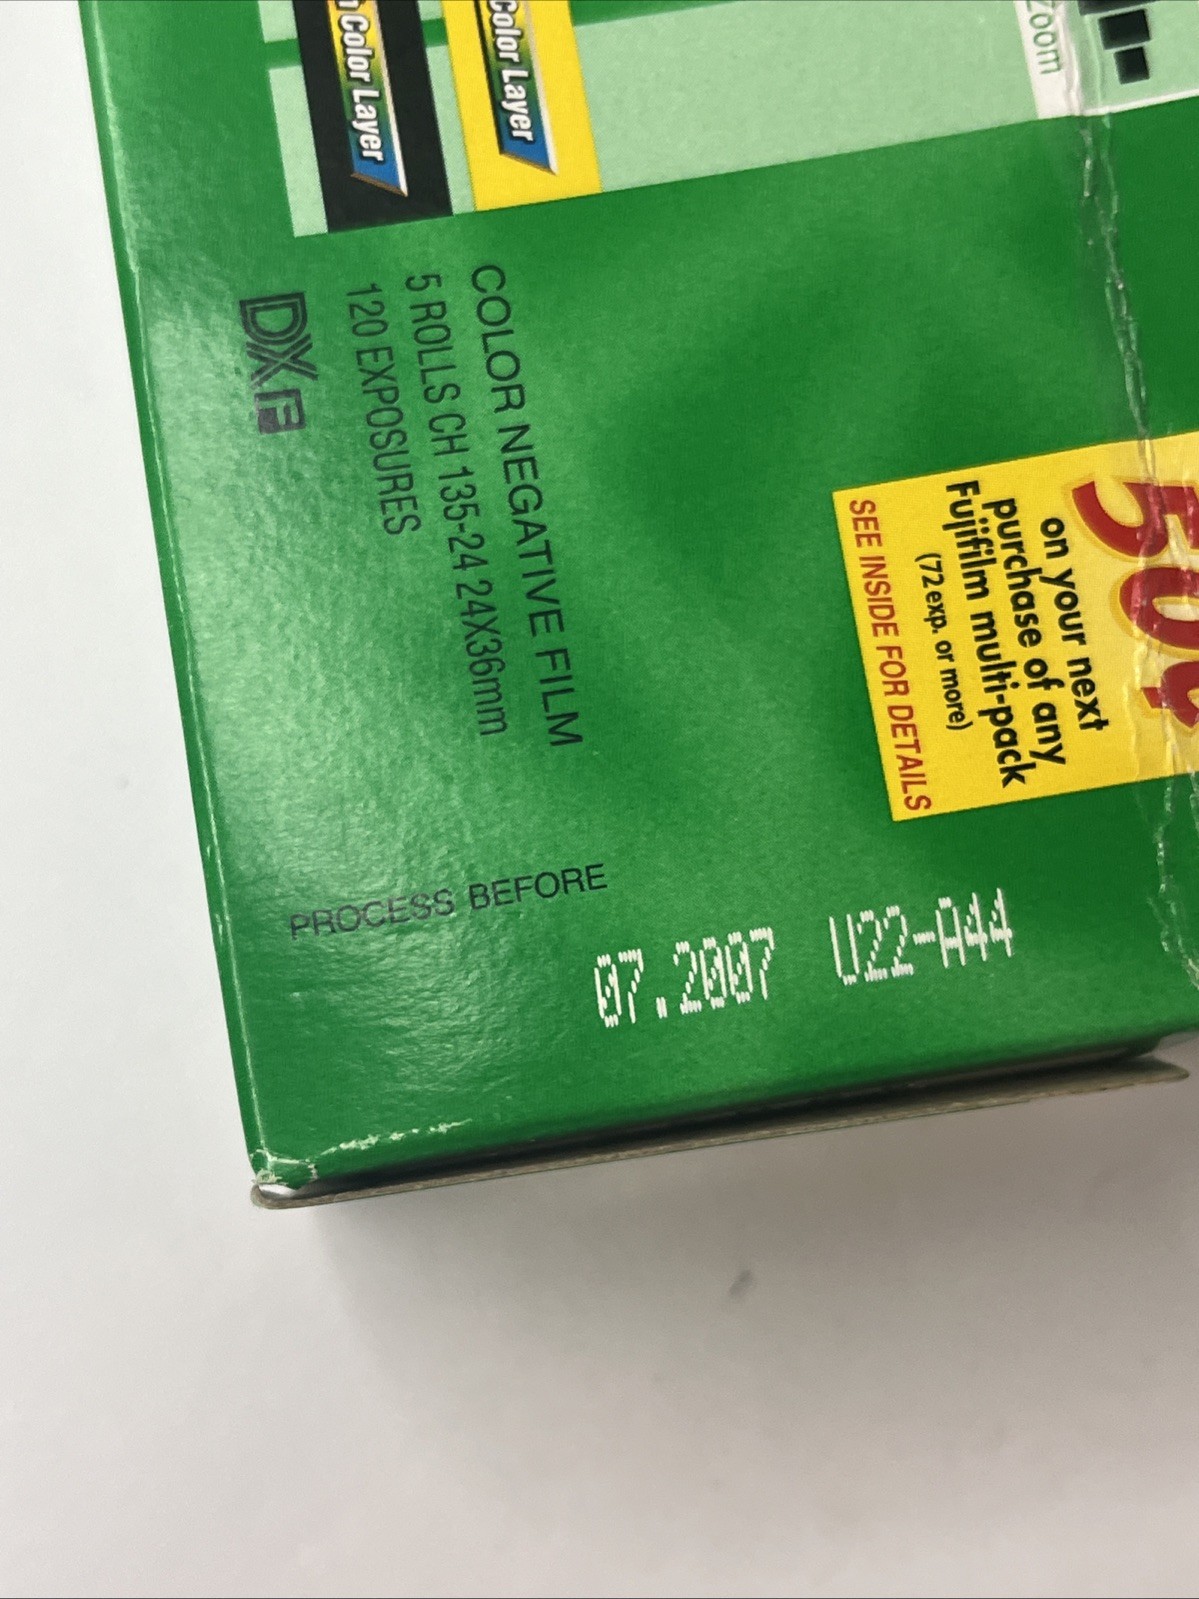 Color Layer
Color Layer
Zoom
COLOR NEGATIVE FILM
5 ROLLS CH 135-24 24X36mm
120 EXPOSURES
DX
50¢
on your next
purchase of any
Fujifilm multi-pack
(72 exp. or more)
SEE INSIDE FOR DETAILS
PROCESS BEFORE
07.2007 U22-A44